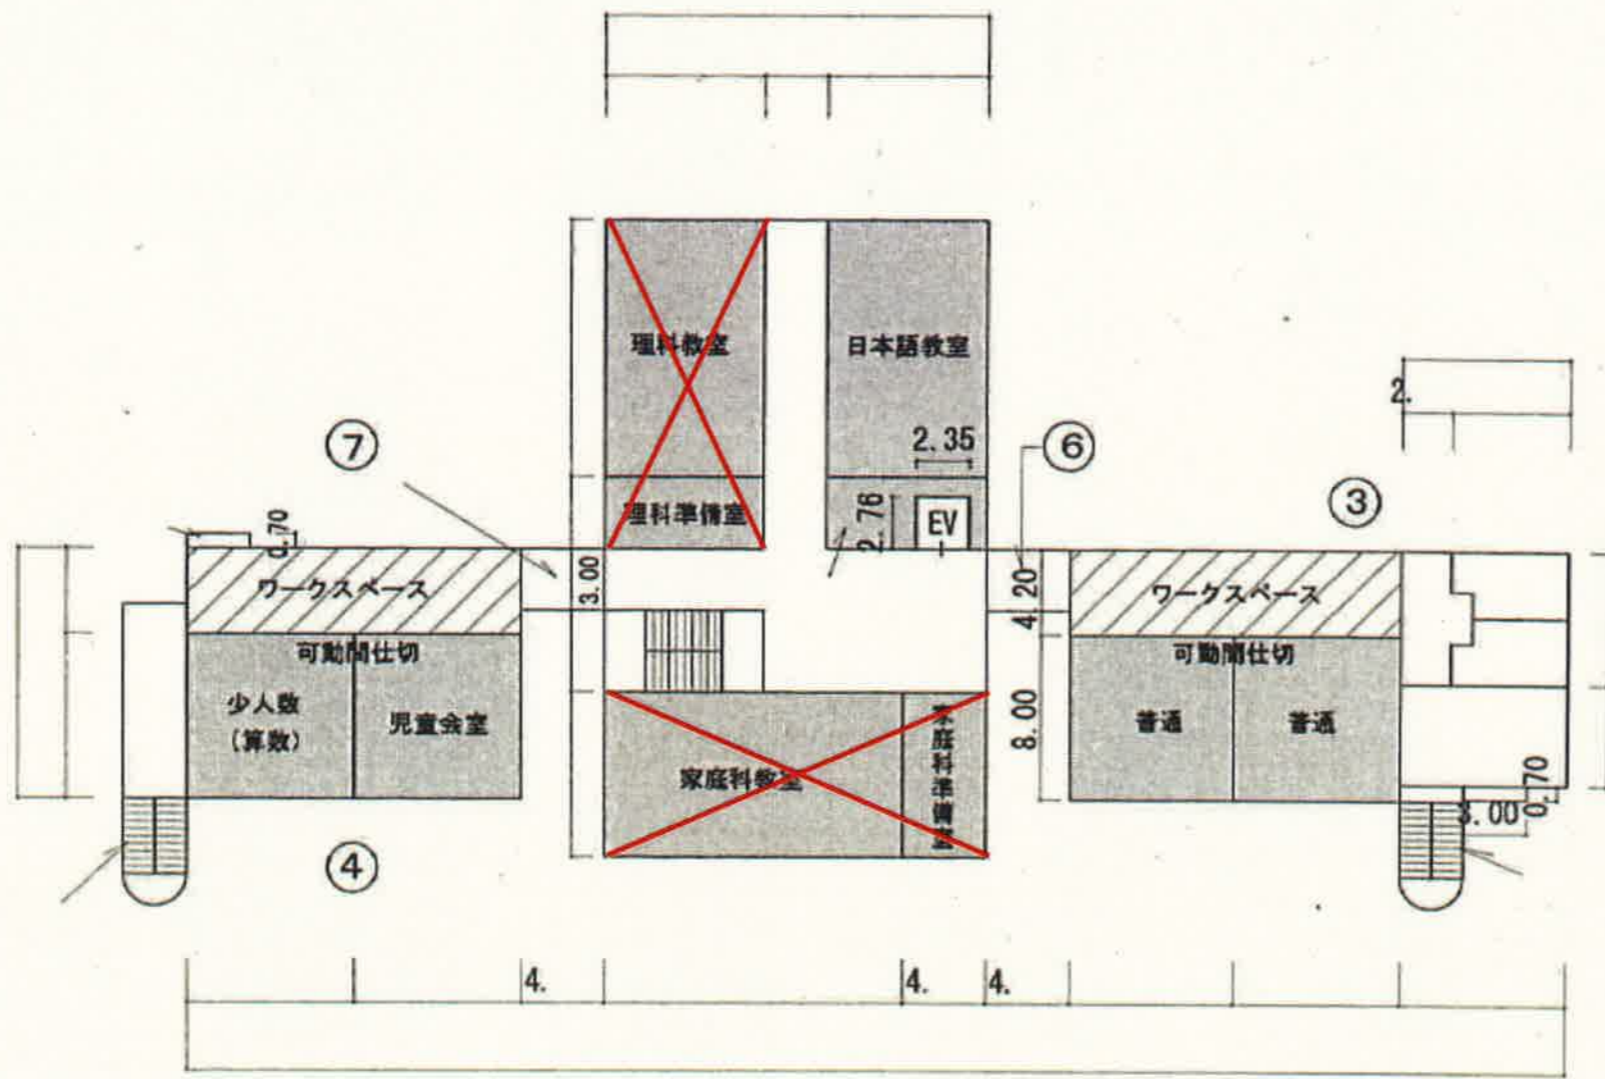 理科教室
日本語教室
2.
⑦
2.35
⑥
理科準備室
2.76
EV
③
0.70
ワークスペース
3.00
4.20
ワークスペース
可動間仕切
可動間仕切
少人数
(算数)
児童会室
家庭科教室
家庭科準備室
8.00
普通
普通
3.00
0.70
④
4.
4.
4.